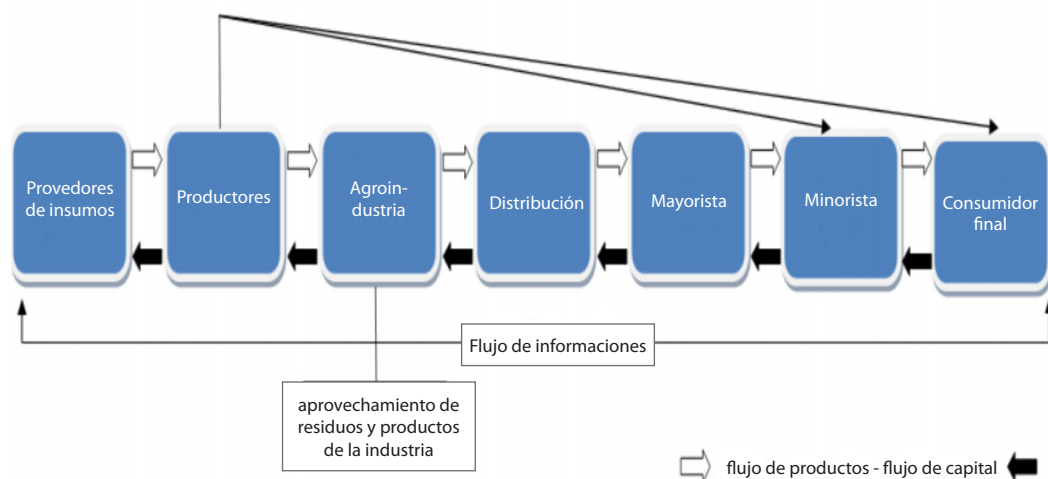 Provedores
de insumos
Productores
Agroin-
dustria
Distribución
Mayorista
Minorista
Consumidor
final
Flujo de informaciones
aprovechamiento de
residuos y productos
de la industria
flujo de productos - flujo de capital